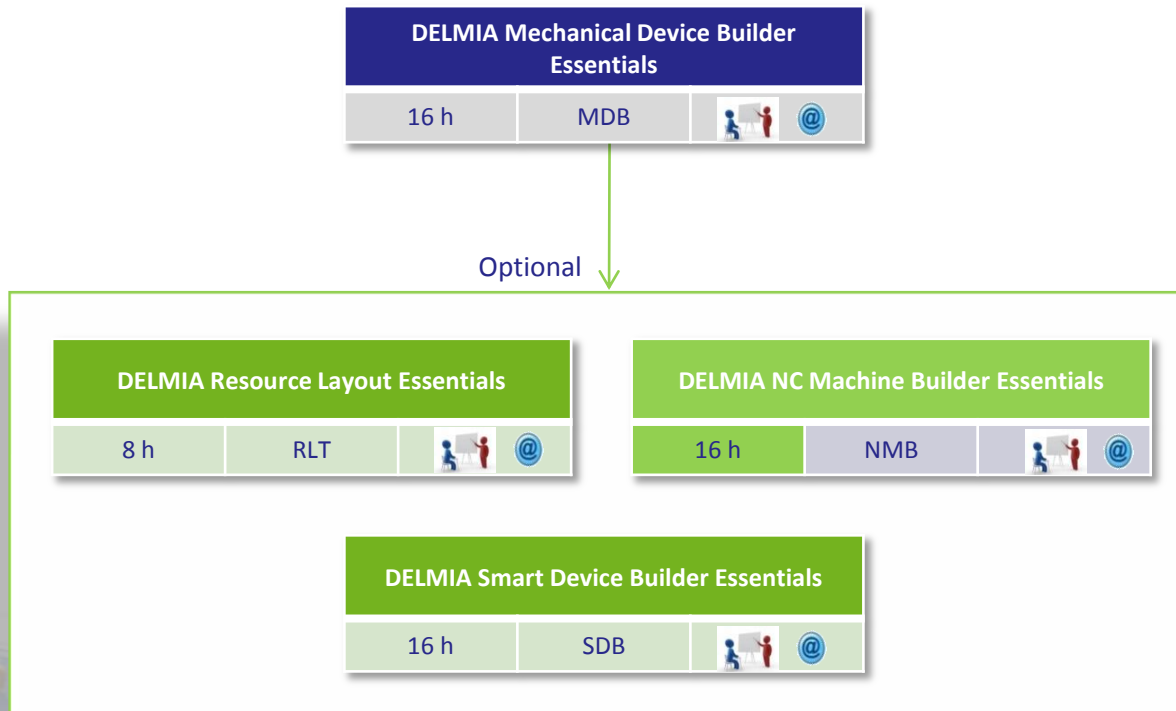 DELMIA Mechanical Device Builder
Essentials
16 h MDB @
Optional
DELMIA Resource Layout Essentials
8 h RLT @
DELMIA NC Machine Builder Essentials
16 h NMB @
DELMIA Smart Device Builder Essentials
16 h SDB @